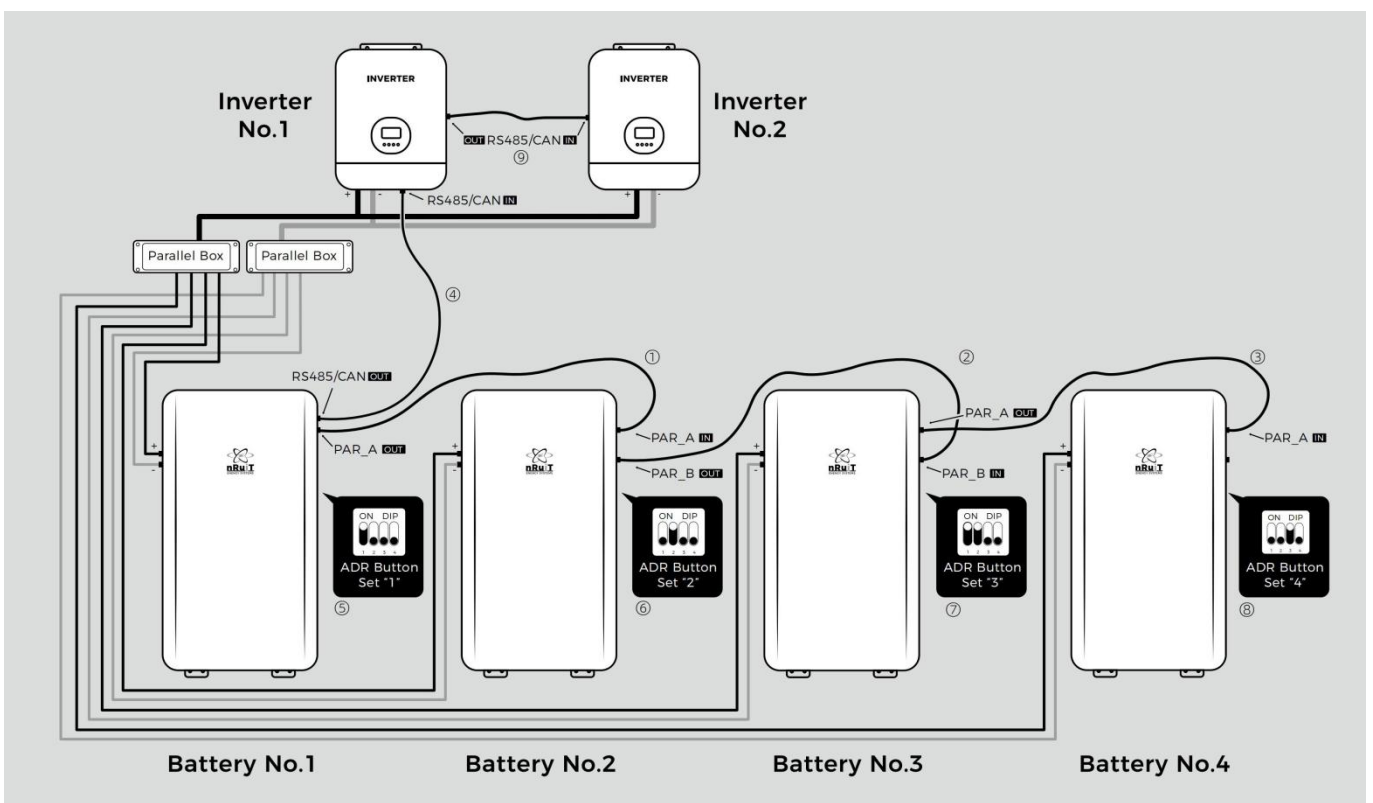 INVERTER
INVERTER
Inverter
No.1
Inverter
No.2
OUT RS485/CAN IN
⑨
+ -
+ -
RS485/CAN IN
Parallel Box
Parallel Box
④
①
②
③
RS485/CAN OUT
PAR_A OUT
PAR_A IN
PAR_B OUT
PAR_A OUT
PAR_B IN
PAR_A IN
+
-
+
-
+
-
+
-
nRuiT
nRuiT
nRuiT
nRuiT
ON DIP
1 2 3 4
ADR Button
Set "1"
⑤
ON DIP
1 2 3 4
ADR Button
Set "2"
⑥
ON DIP
1 2 3 4
ADR Button
Set "3"
⑦
ON DIP
1 2 3 4
ADR Button
Set "4"
⑧
Battery No.1
Battery No.2
Battery No.3
Battery No.4